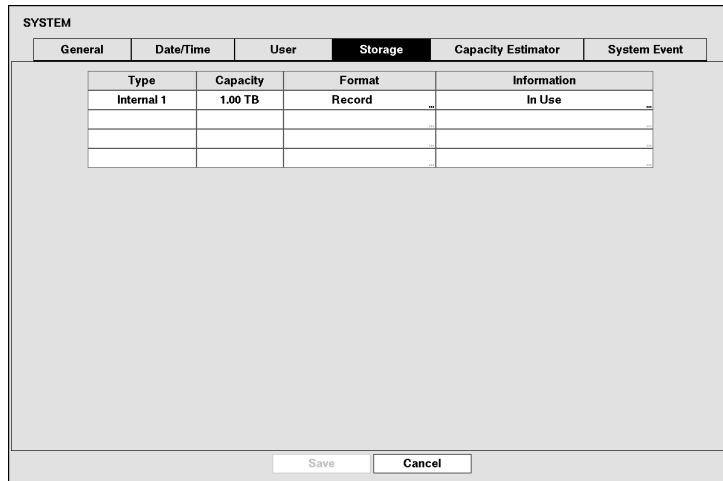 SYSTEM
General Date/Time User Storage Capacity Estimator System Event
Type Capacity Format Information
Internal 1 1.00 TB Record ... In Use ...
... ...
... ...
... ...
Save Cancel